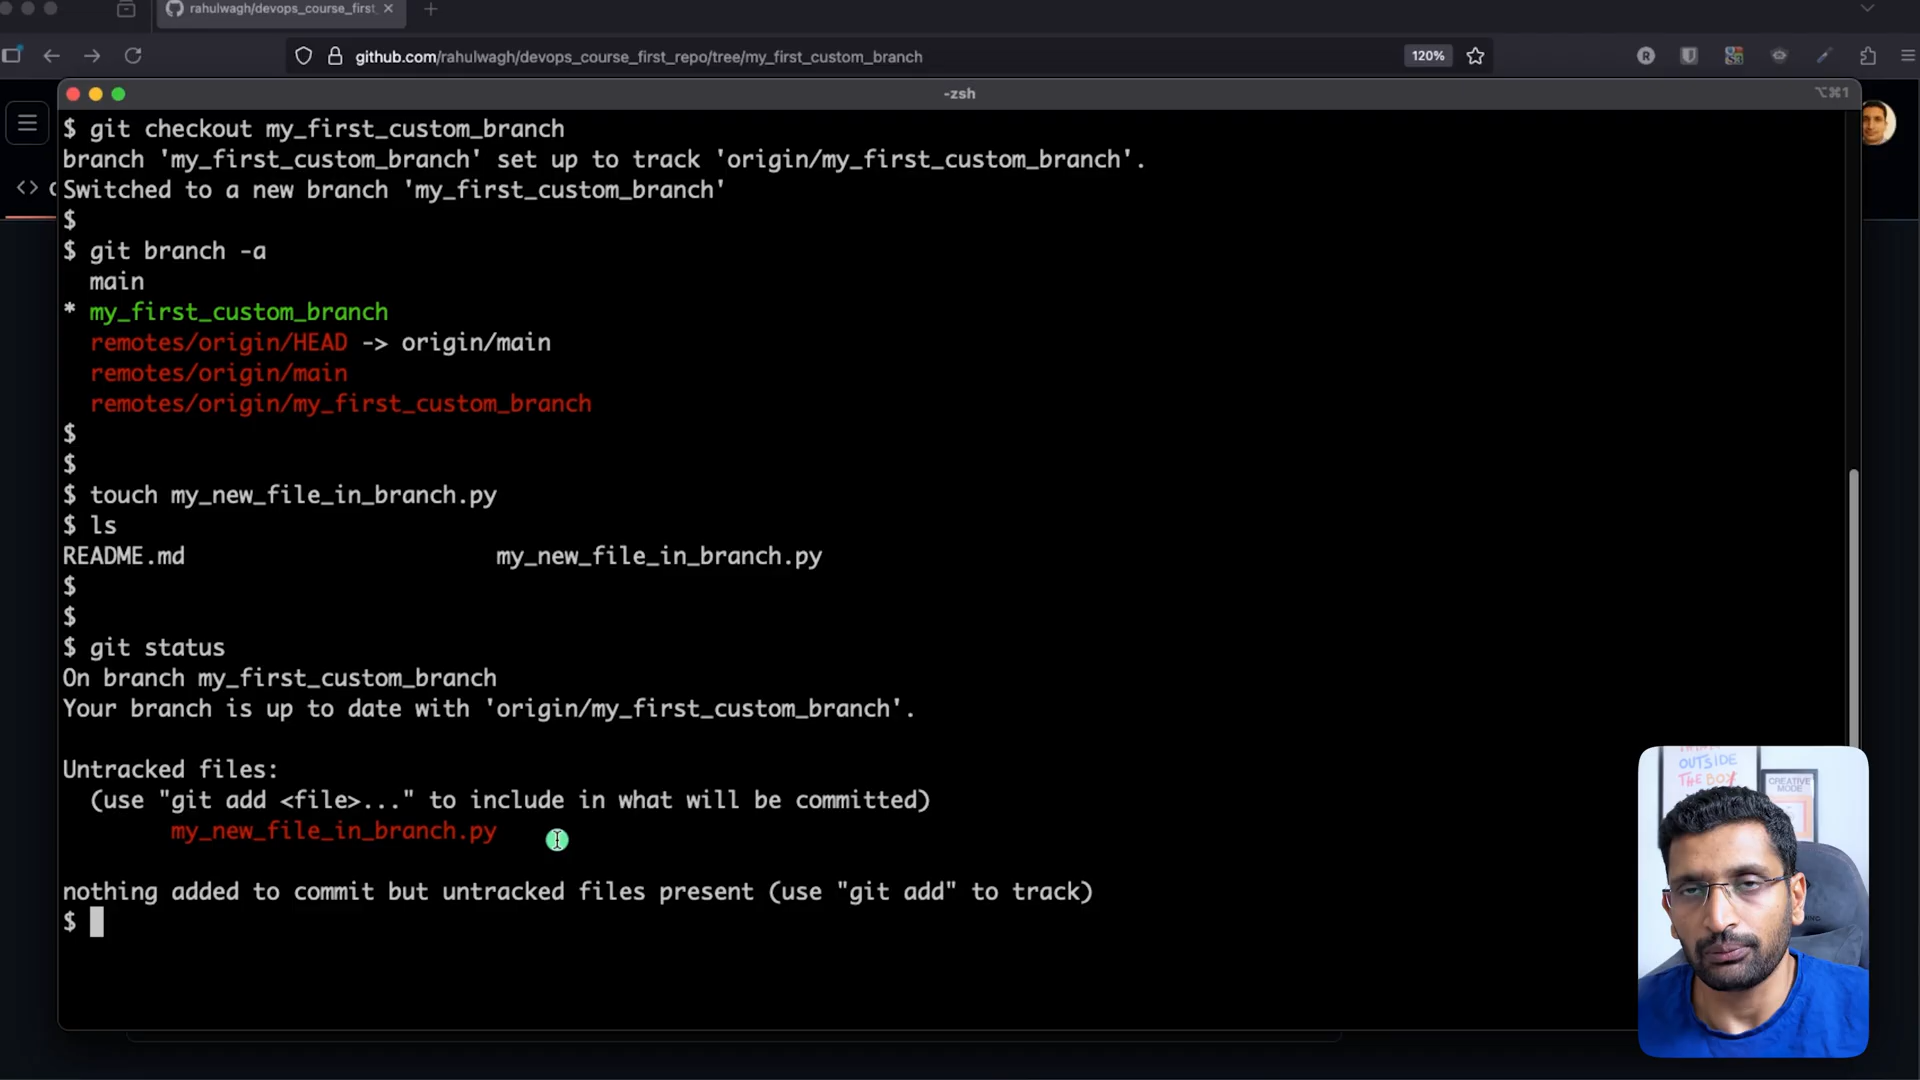 rahulwagh/devops_course_first_
github.com/rahulwagh/devops_course_first_repo/tree/my_first_custom_branch
120%
-zsh
⌥⌘1
$ git checkout my_first_custom_branch
branch 'my_first_custom_branch' set up to track 'origin/my_first_custom_branch'.
Switched to a new branch 'my_first_custom_branch'
$
$ git branch -a
main
* my_first_custom_branch
remotes/origin/HEAD -> origin/main
remotes/origin/main
remotes/origin/my_first_custom_branch
$
$
$ touch my_new_file_in_branch.py
$ ls
README.md my_new_file_in_branch.py
$
$
$ git status
On branch my_first_custom_branch
Your branch is up to date with 'origin/my_first_custom_branch'.
Untracked files:
(use "git add <file>..." to include in what will be committed)
my_new_file_in_branch.py
nothing added to commit but untracked files present (use "git add" to track)
$
OUTSIDE
THE BOX
CREATIVE
MODE